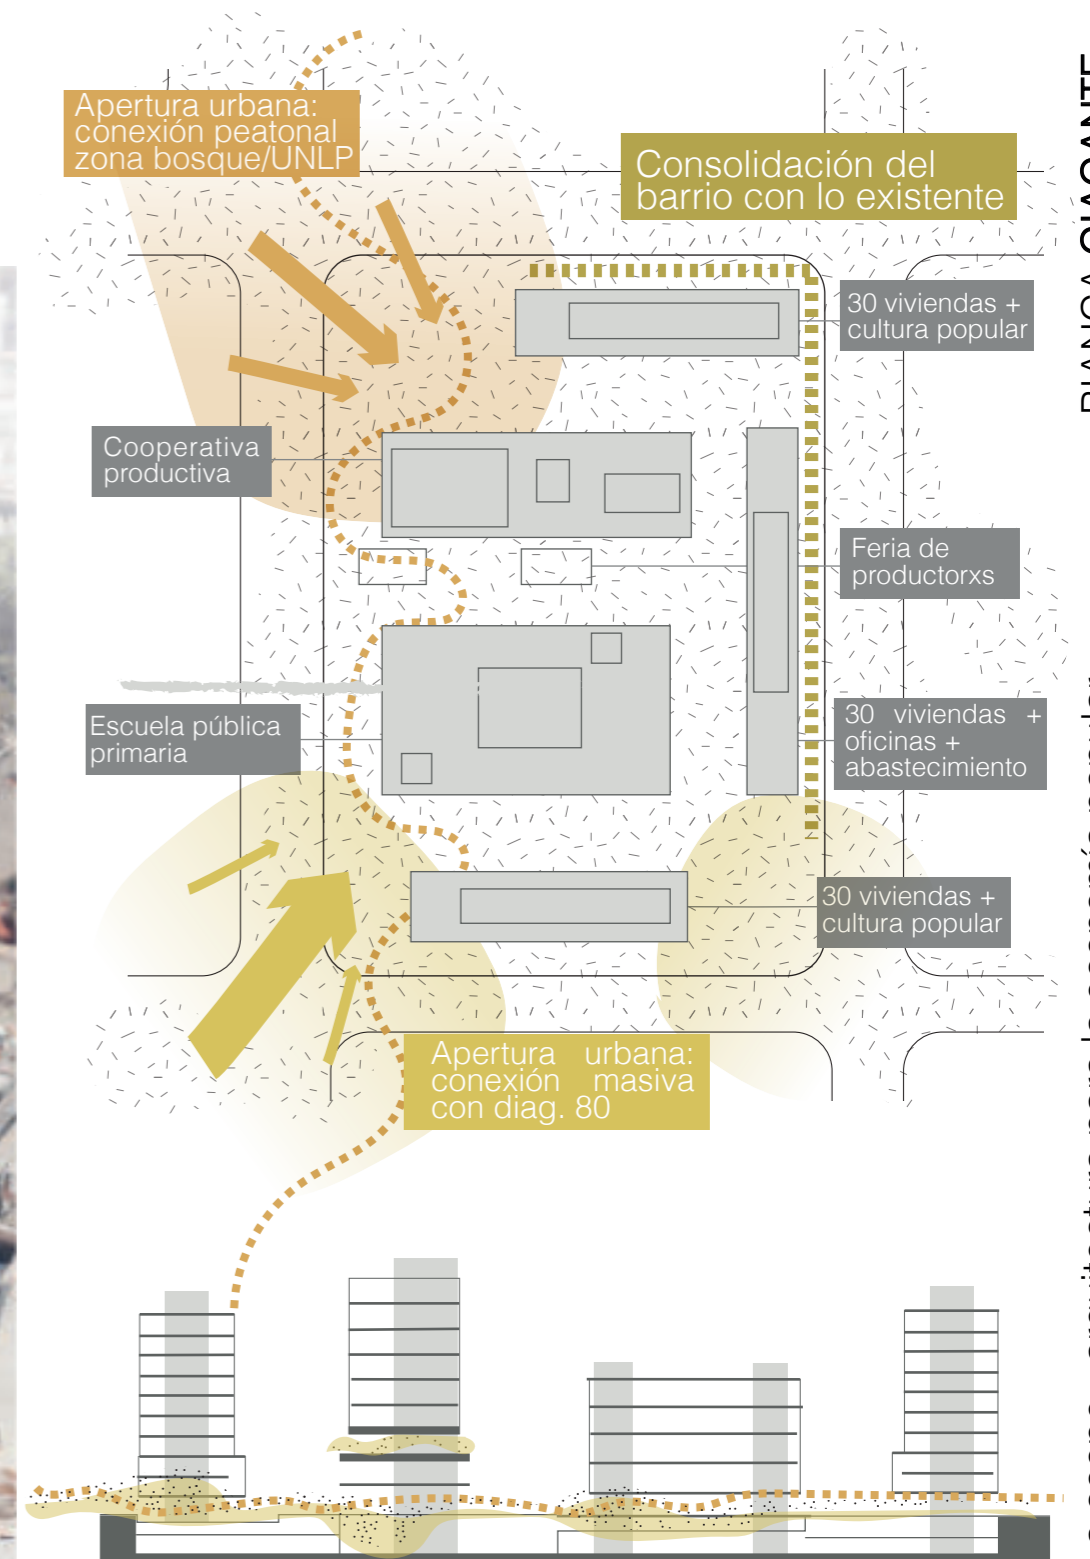 Apertura urbana:
conexión peatonal
zona bosque/UNLP
Consolidación del
barrio con lo existente
30 viviendas +
cultura popular
Cooperativa
productiva
Feria de
productorxs
Escuela pública
primaria
30 viviendas +
oficinas +
abastecimiento
30 viviendas +
cultura popular
Apertura urbana:
conexión masiva
con diag. 80